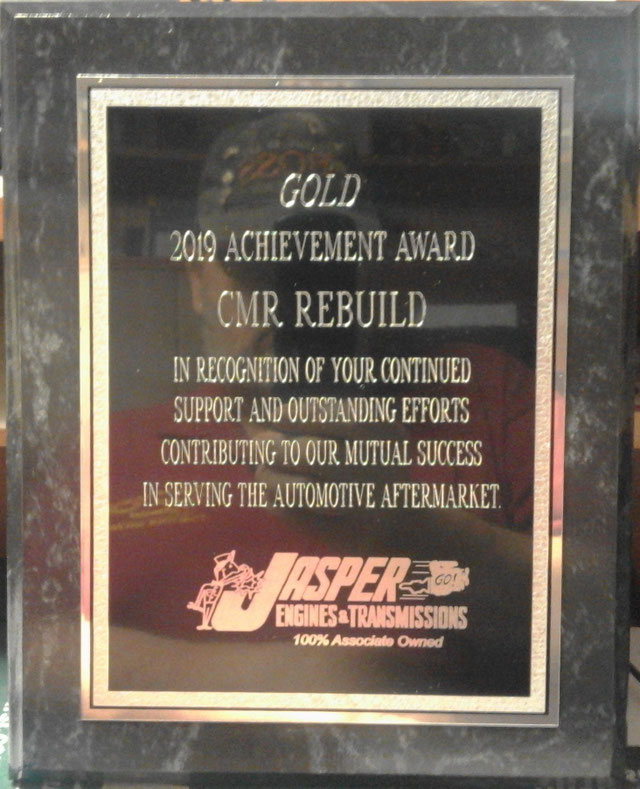 GOLD
2019 ACHIEVEMENT AWARD
CMR REBUILD
IN RECOGNITION OF YOUR CONTINUED
SUPPORT AND OUTSTANDING EFFORTS
CONTRIBUTING TO OUR MUTUAL SUCCESS
IN SERVING THE AUTOMOTIVE AFTERMARKET.
JASPER GO!
ENGINES & TRANSMISSIONS
100% Associate Owned